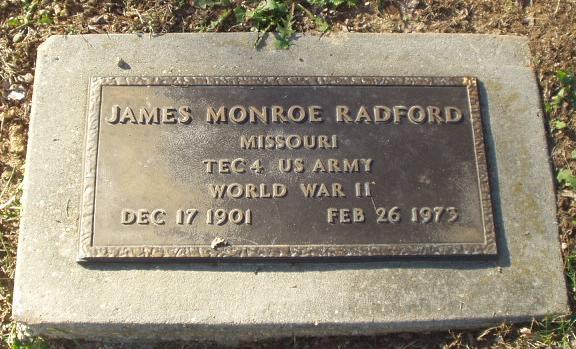 JAMES MONROE RADFORD
MISSOURI
TEC4 US ARMY
WORLD WAR II
DEC 17 1901 FEB 26 1973